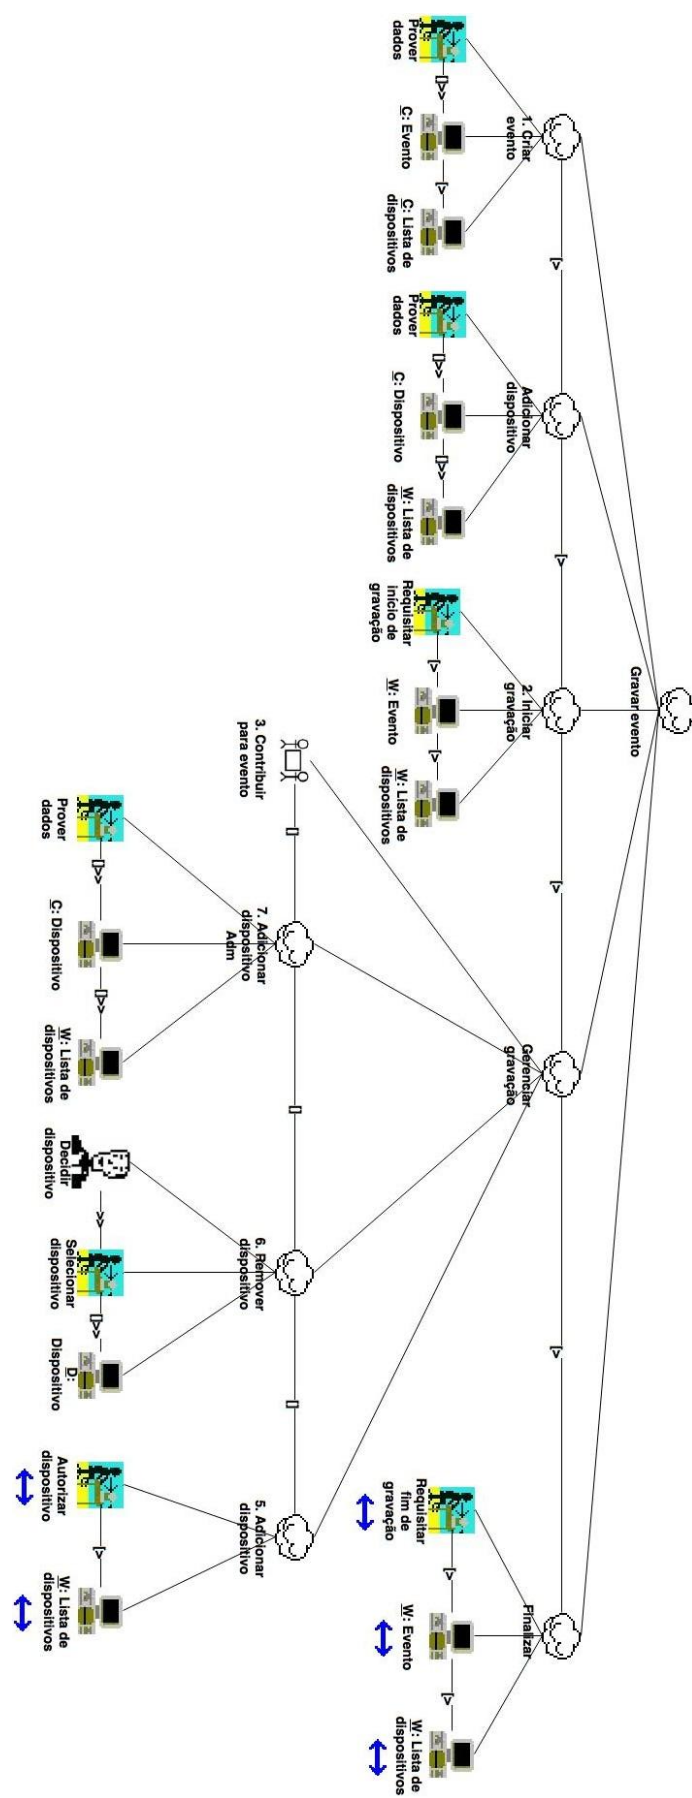 Gravar evento
1. Criar
evento
[>
Adicionar
dispositivo
[>
2. Iniciar
gravação
[>
Gerenciar
gravação
[>
Finalizar
Prover
dados
[]>>
C: Evento
[>
C: Lista de
dispositivos
Prover
dados
[]>>
C: Dispositivo
[]>>
W: Lista de
dispositivos
Requisitar
início de
gravação
[>
W: Evento
[>
W: Lista de
dispositivos
Requisitar
fim de
gravação
[>
W: Evento
[>
W: Lista de
dispositivos
3. Contribuir
para evento
[]
7. Adicionar
dispositivo
Adm
[]
6. Remover
dispositivo
[]
5. Adicionar
dispositivo
Prover
dados
[]>>
C: Dispositivo
[]>>
W: Lista de
dispositivos
Decidir
dispositivo
>>
Selecionar
dispositivo
[]>>
D:
Dispositivo
Autorizar
dispositivo
[>
W: Lista de
dispositivos